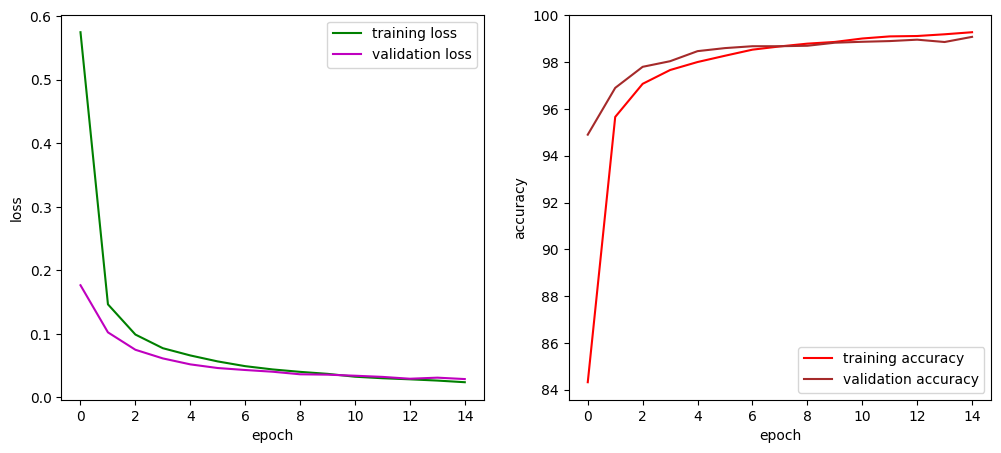 0.6
0.5
0.4
0.3
0.2
0.1
0.0
loss
0 2 4 6 8 10 12 14
epoch
training loss
validation loss
100
98
96
94
92
90
88
86
84
accuracy
0 2 4 6 8 10 12 14
epoch
training accuracy
validation accuracy